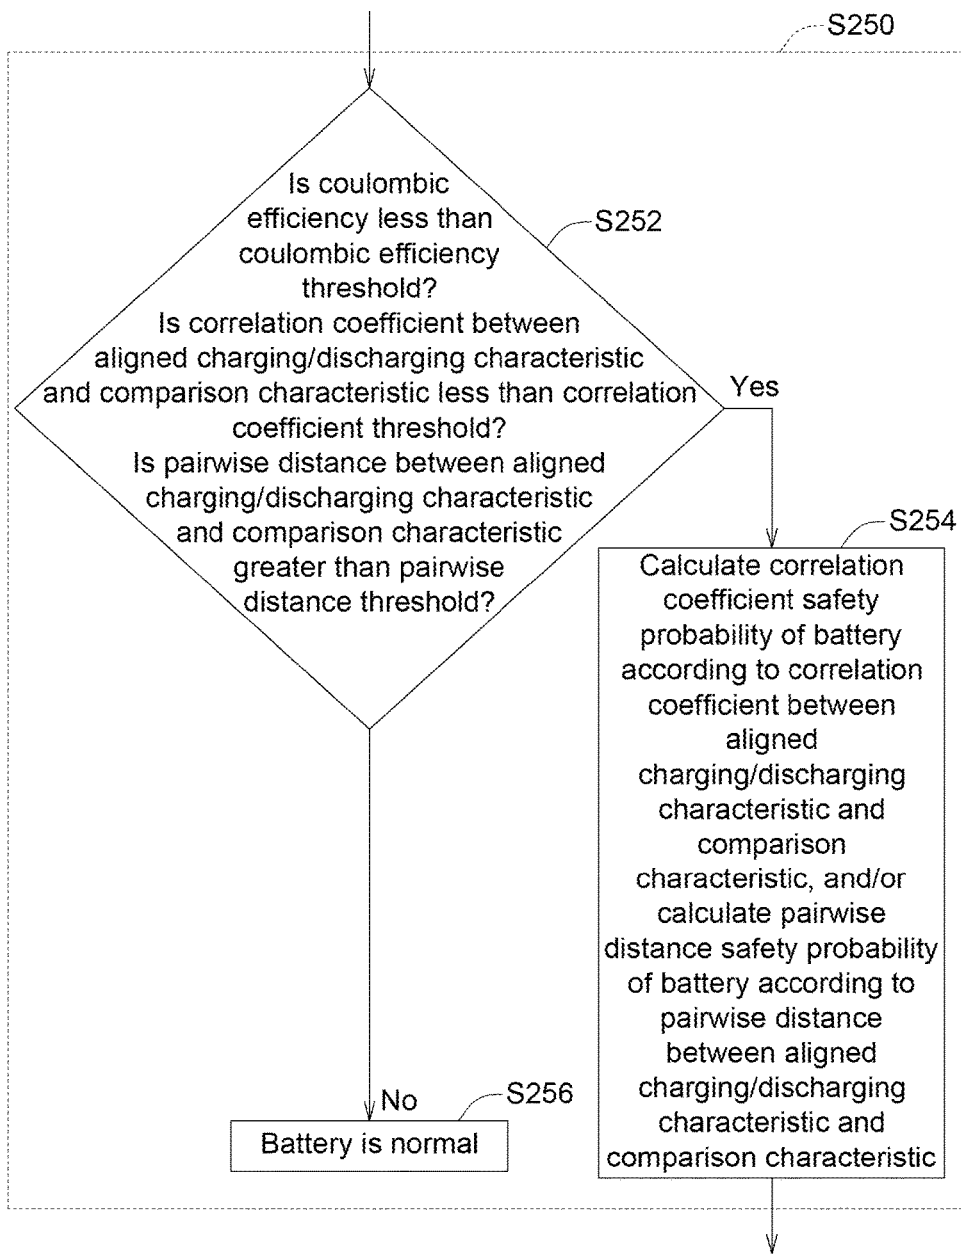 S250
Is coulombic
efficiency less than
coulombic efficiency
threshold?
Is correlation coefficient between
aligned charging/discharging characteristic
and comparison characteristic less than correlation
coefficient threshold?
Is pairwise distance between aligned
charging/discharging characteristic
and comparison characteristic
greater than pairwise
distance threshold?
S252
Yes
S254
Calculate correlation
coefficient safety
probability of battery
according to correlation
coefficient between
aligned
charging/discharging
characteristic and
comparison
characteristic, and/or
calculate pairwise
distance safety probability
of battery according to
pairwise distance
between aligned
charging/discharging
characteristic and
comparison characteristic
No
S256
Battery is normal